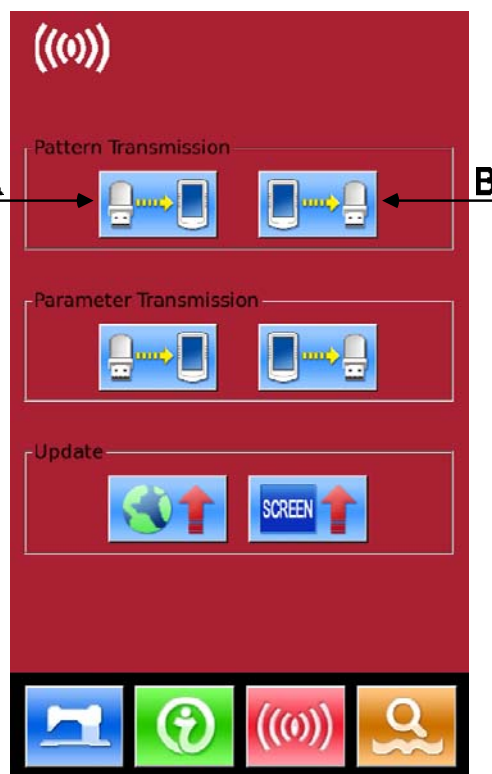 Pattern Transmission
B
Parameter Transmission
Update
SCREEN